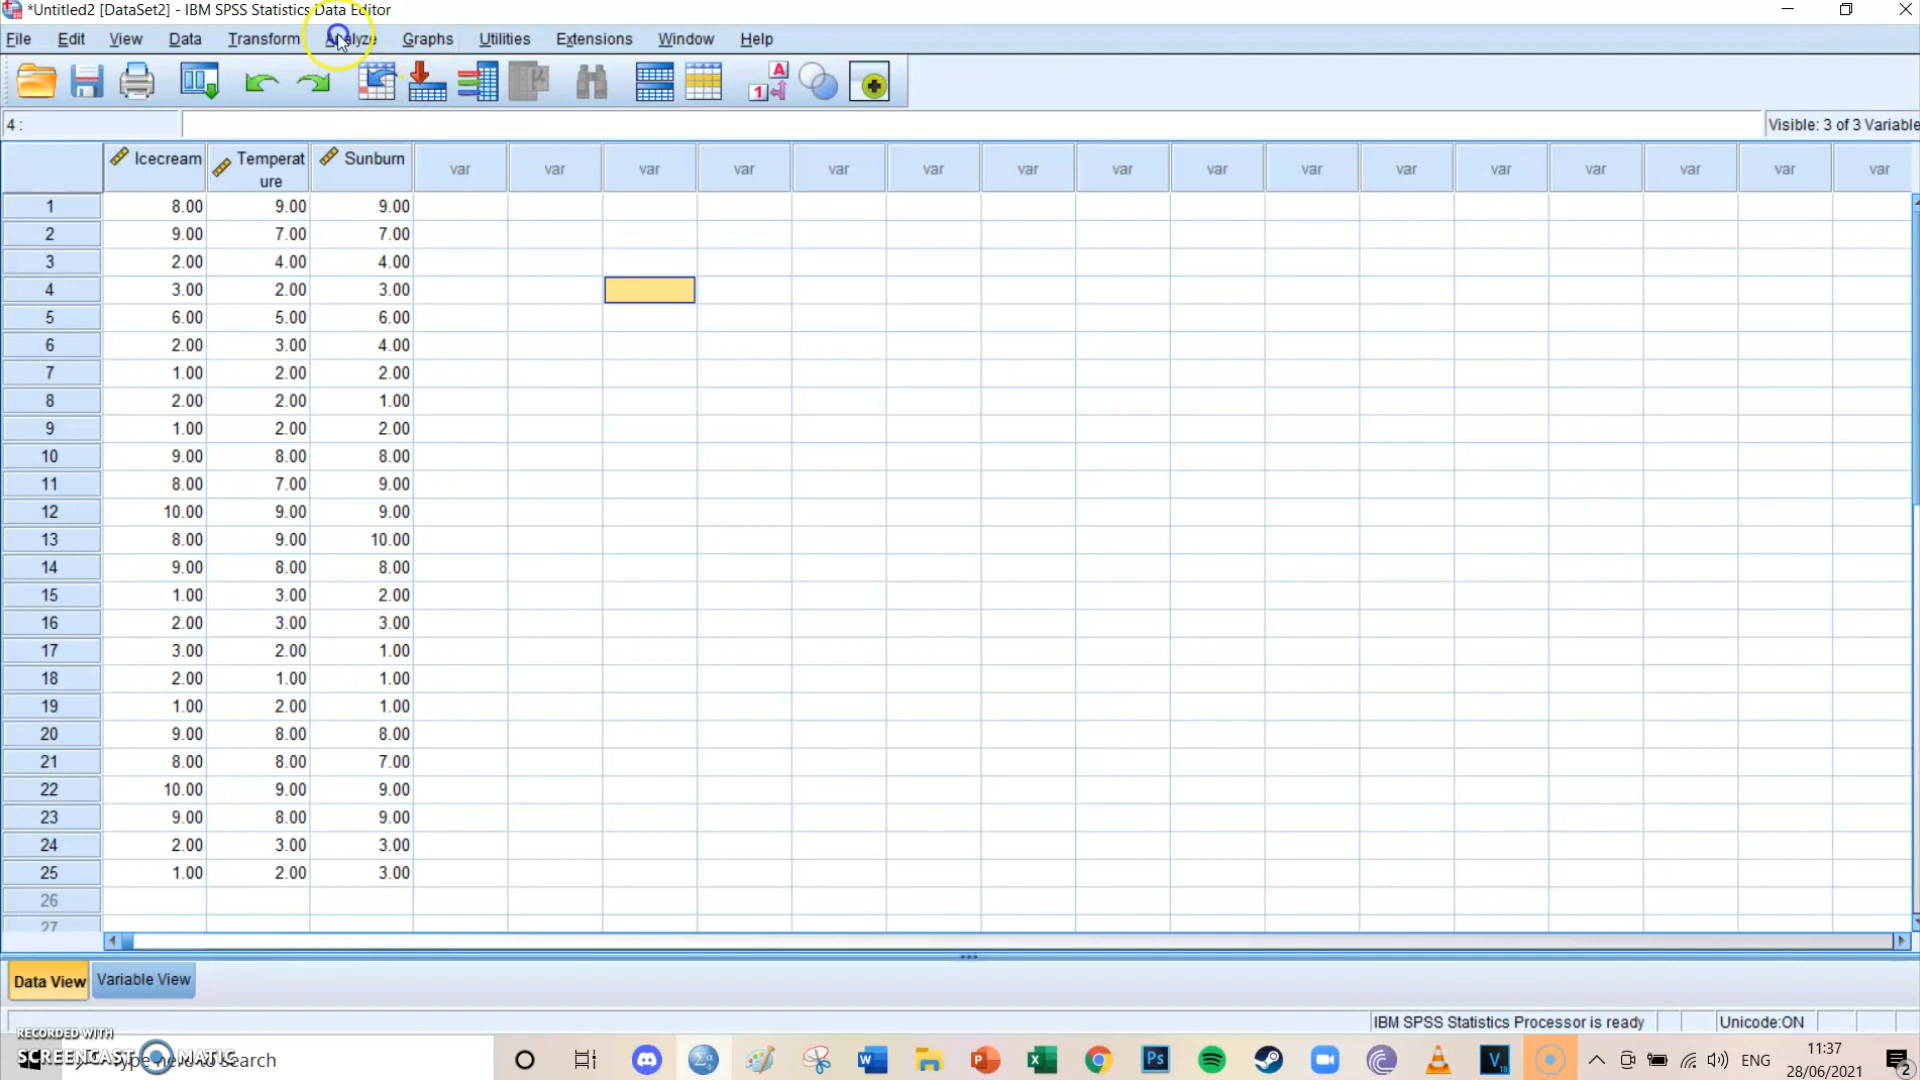 *Untitled2 [DataSet2] - IBM SPSS Statistics Data Editor
File Edit View Data Transform Analyze Graphs Utilities Extensions Window Help
4 : Visible: 3 of 3 Variable
Icecream Temperat ure Sunburn var var var var var var var var var var var var var var var var
1 8.00 9.00 9.00
2 9.00 7.00 7.00
3 2.00 4.00 4.00
4 3.00 2.00 3.00
5 6.00 5.00 6.00
6 2.00 3.00 4.00
7 1.00 2.00 2.00
8 2.00 2.00 1.00
9 1.00 2.00 2.00
10 9.00 8.00 8.00
11 8.00 7.00 9.00
12 10.00 9.00 9.00
13 8.00 9.00 10.00
14 9.00 8.00 8.00
15 1.00 3.00 2.00
16 2.00 3.00 3.00
17 3.00 2.00 1.00
18 2.00 1.00 1.00
19 1.00 2.00 1.00
20 9.00 8.00 8.00
21 8.00 8.00 7.00
22 10.00 9.00 9.00
23 9.00 8.00 9.00
24 2.00 3.00 3.00
25 1.00 2.00 3.00
26
27
Data View Variable View
IBM SPSS Statistics Processor is ready Unicode:ON
RECORDED WITH
SCREENCAST MATIC
Type here to search
ENG
11:37
28/06/2021
2